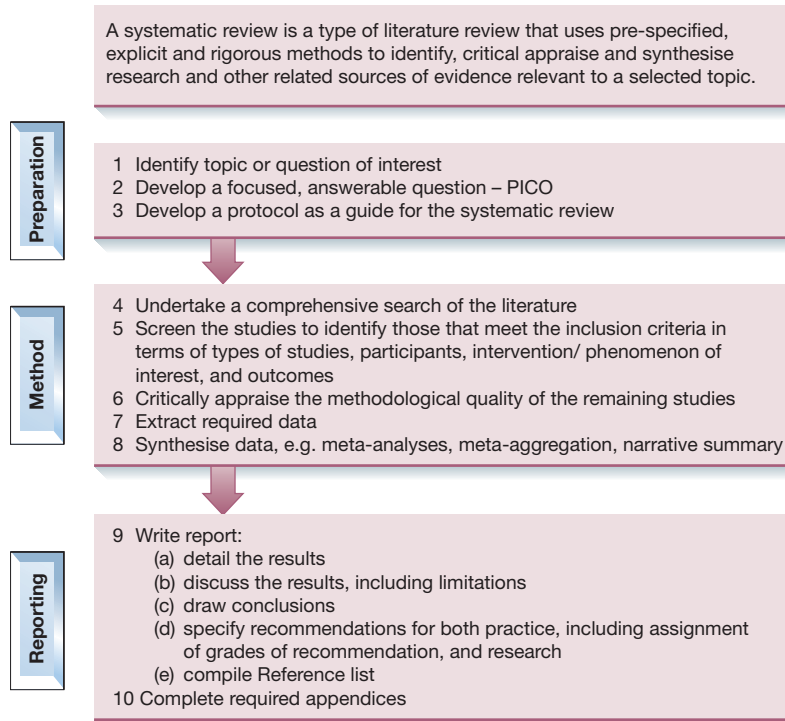 A systematic review is a type of literature review that uses pre-specified,
explicit and rigorous methods to identify, critical appraise and synthesise
research and other related sources of evidence relevant to a selected topic.
Preparation
1 Identify topic or question of interest
2 Develop a focused, answerable question – PICO
3 Develop a protocol as a guide for the systematic review
Method
4 Undertake a comprehensive search of the literature
5 Screen the studies to identify those that meet the inclusion criteria in
terms of types of studies, participants, intervention/ phenomenon of
interest, and outcomes
6 Critically appraise the methodological quality of the remaining studies
7 Extract required data
8 Synthesise data, e.g. meta-analyses, meta-aggregation, narrative summary
Reporting
9 Write report:
(a) detail the results
(b) discuss the results, including limitations
(c) draw conclusions
(d) specify recommendations for both practice, including assignment
of grades of recommendation, and research
(e) compile Reference list
10 Complete required appendices